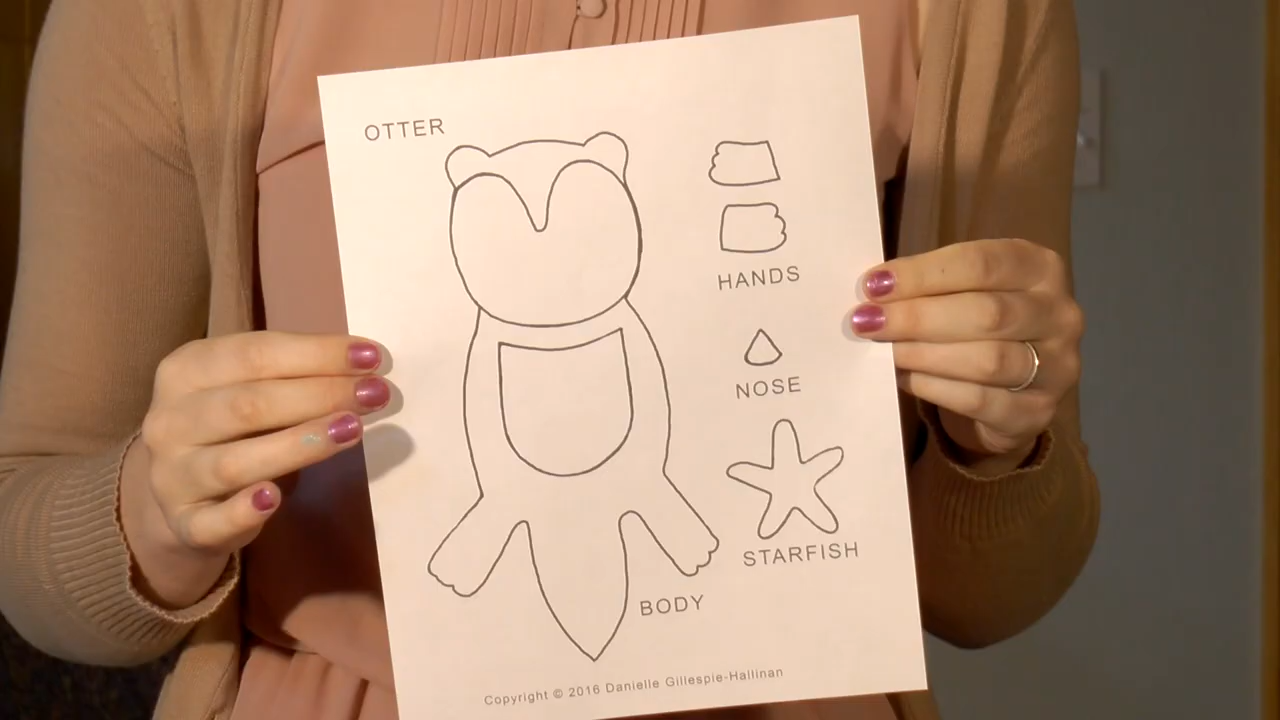 OTTER
HANDS
NOSE
STARFISH
BODY
Copyright © 2016 Danielle Gillespie-Hallinan